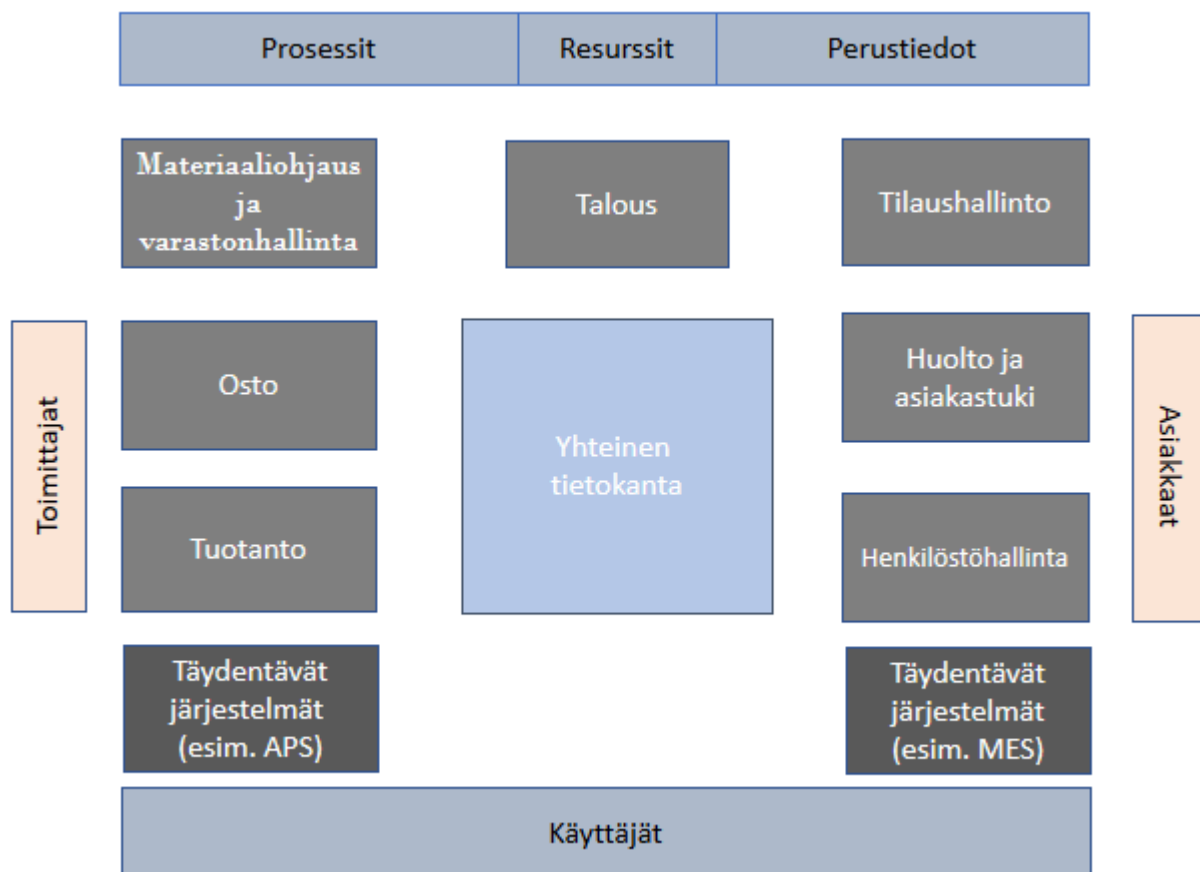 Prosessit
Resurssit
Perustiedot
Materiaaliohjaus
ja
varastonhallinta
Talous
Tilaushallinto
Toimittajat
Osto
Yhteinen
tietokanta
Huolto ja
asiakastuki
Asiakkaat
Tuotanto
Henkilöstöhallinta
Täydentävät
järjestelmät
(esim. APS)
Täydentävät
järjestelmät
(esim. MES)
Käyttäjät